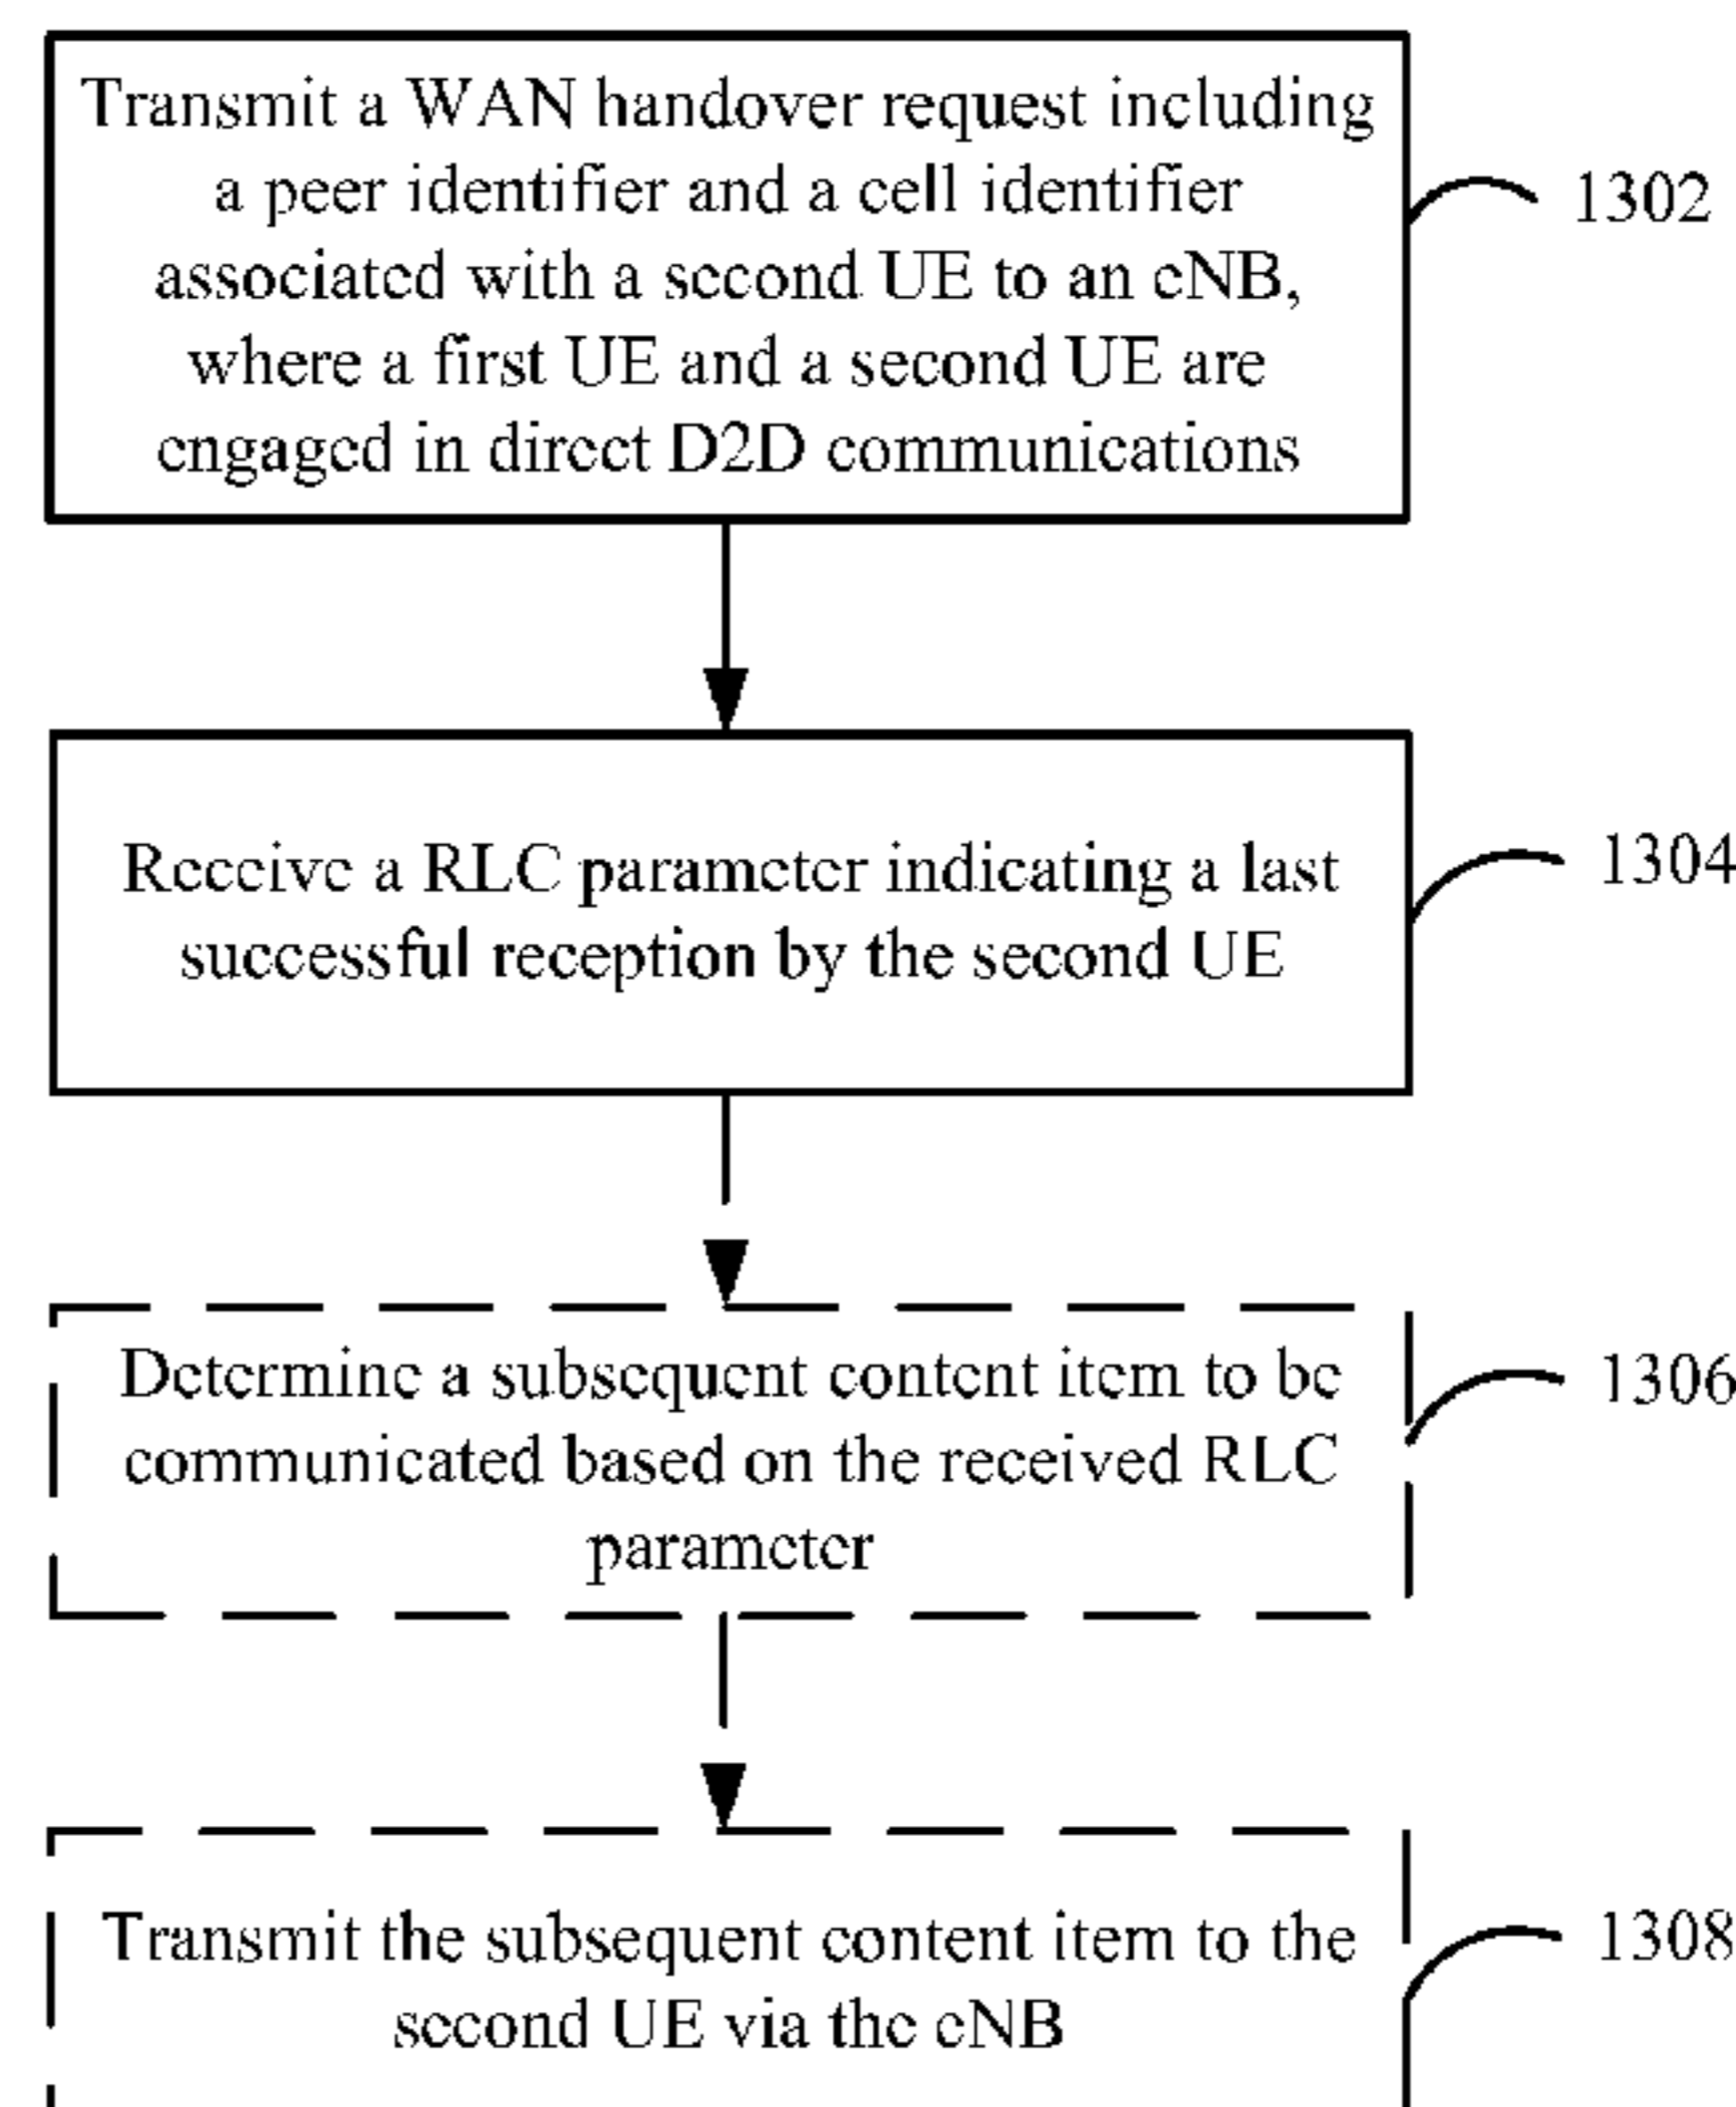 Transmit a WAN handover request including
a peer identifier and a cell identifier
associated with a second UE to an eNB,
where a first UE and a second UE are
engaged in direct D2D communications
1302
Receive a RLC parameter indicating a last
successful reception by the second UE
1304
Determine a subsequent content item to be
communicated based on the received RLC
parameter
1306
Transmit the subsequent content item to the
second UE via the eNB
1308